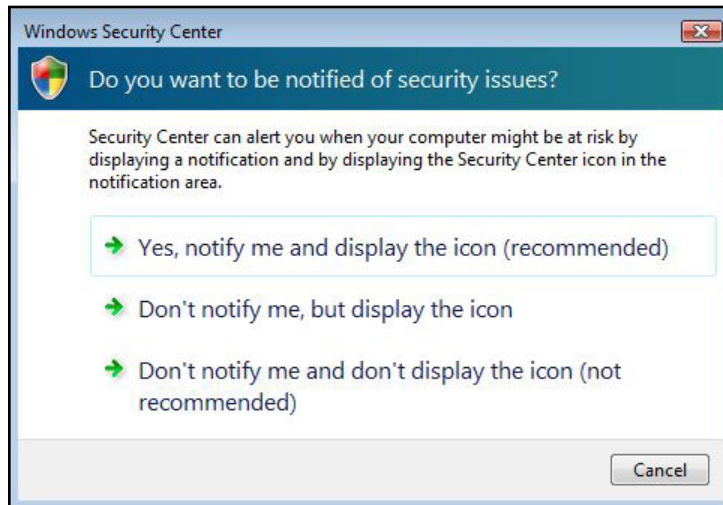 Windows Security Center
Do you want to be notified of security issues?
Security Center can alert you when your computer might be at risk by
displaying a notification and by displaying the Security Center icon in the
notification area.
Yes, notify me and display the icon (recommended)
Don't notify me, but display the icon
Don't notify me and don't display the icon (not
recommended)
Cancel